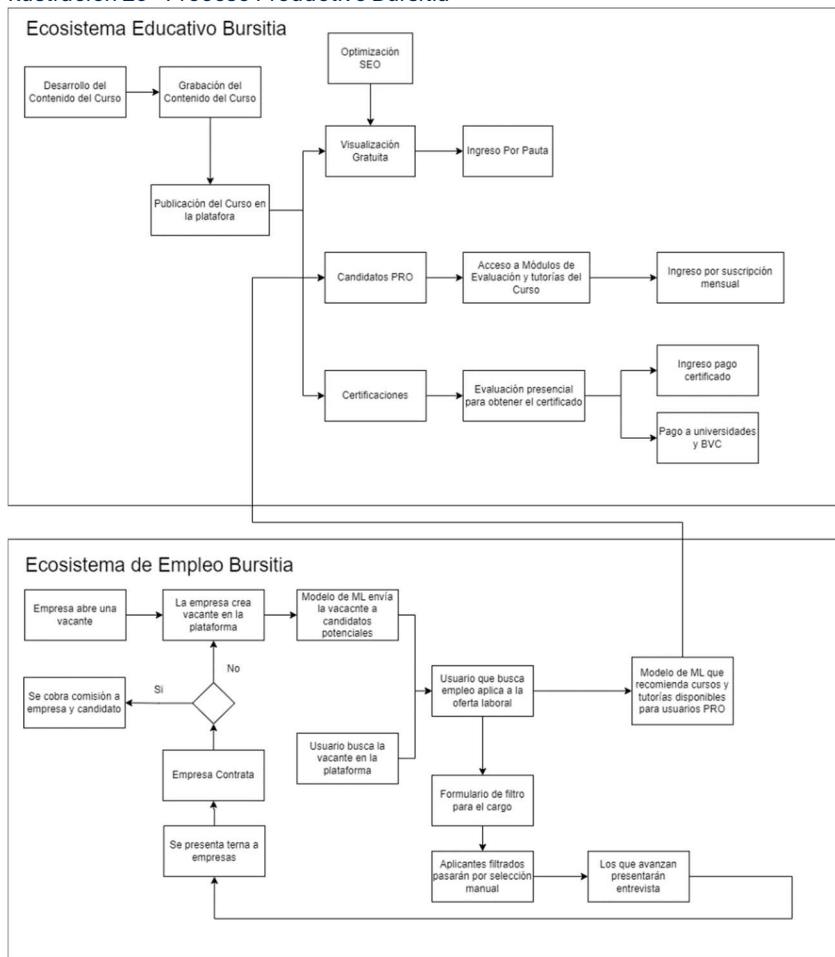 Ilustración 23 - Proceso Productivo Bursitia
Ecosistema Educativo Bursitia
Optimización
SEO
Desarrollo del
Contenido del Curso
Grabación del
Contenido del Curso
Visualización
Gratuita
Ingreso Por Pauta
Publicación del Curso en
la platafora
Candidatos PRO
Acceso a Módulos de
Evaluación y tutorías del
Curso
Ingreso por suscripción
mensual
Certificaciones
Evaluación presencial
para obtener el certificado
Ingreso pago
certificado
Pago a universidades
y BVC
Ecosistema de Empleo Bursitia
Empresa abre una
vacante
La empresa crea
vacante en la
plataforma
Modelo de ML envía
la vacacnte a
candidatos
potenciales
No
Si
Se cobra comisión a
empresa y candidato
Usuario que busca
empleo aplica a la
oferta laboral
Modelo de ML que
recomienda cursos y
tutorías disponibles
para usuarios PRO
Usuario busca la
vacante en la
plataforma
Empresa Contrata
Formulario de filtro
para el cargo
Se presenta terna a
empresas
Aplicantes filtrados
pasarán por selección
manual
Los que avanzan
presentarán
entrevista